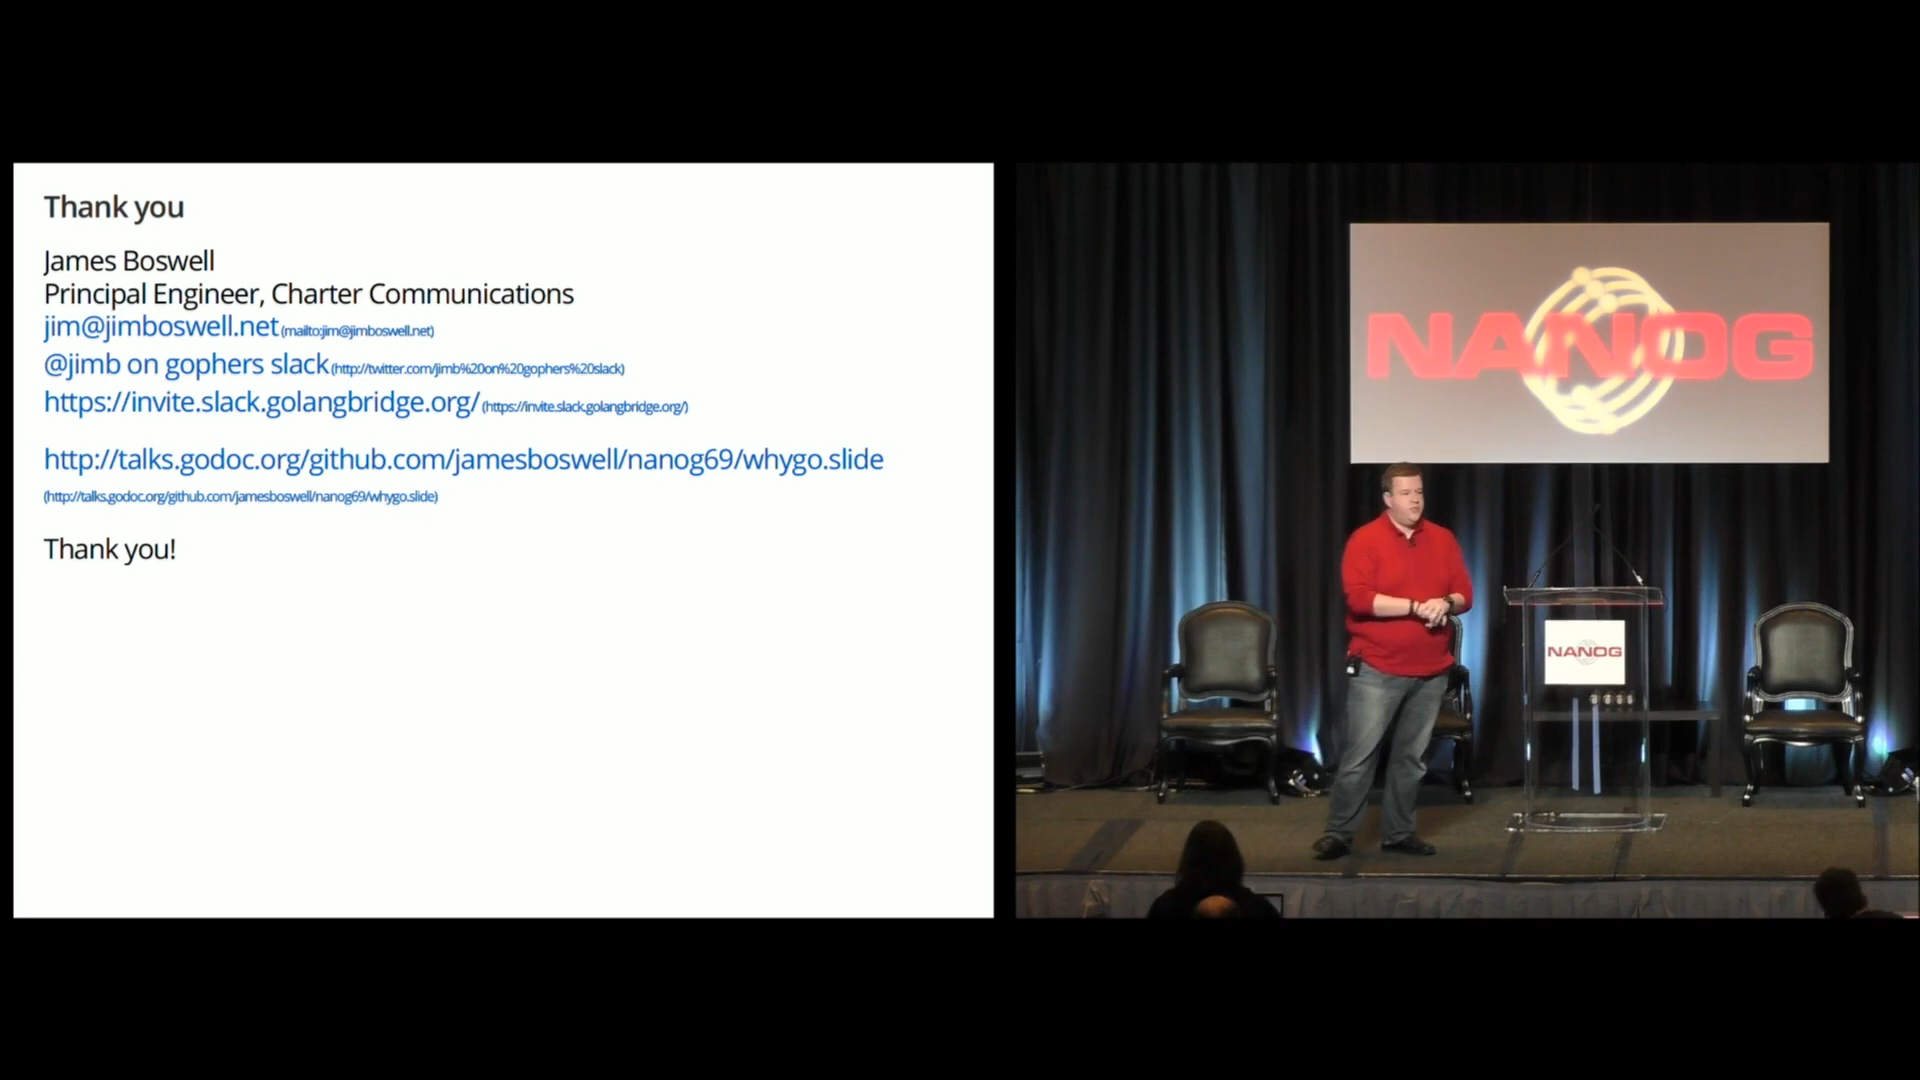 Thank you
James Boswell
Principal Engineer, Charter Communications
jim@jimboswell.net (mailto:jim@jimboswell.net)
@jimb on gophers slack (http://twitter.com/jimb%20on%20gophers%20slack)
https://invite.slack.golangbridge.org/ (https://invite.slack.golangbridge.org/)
http://talks.godoc.org/github.com/jamesboswell/nanog69/whygo.slide
(http://talks.godoc.org/github.com/jamesboswell/nanog69/whygo.slide)
Thank you!
NANOG
NANOG